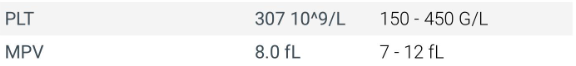 PLT 307 10^9/L 150 - 450 G/L
MPV 8.0 fL 7 - 12 fL